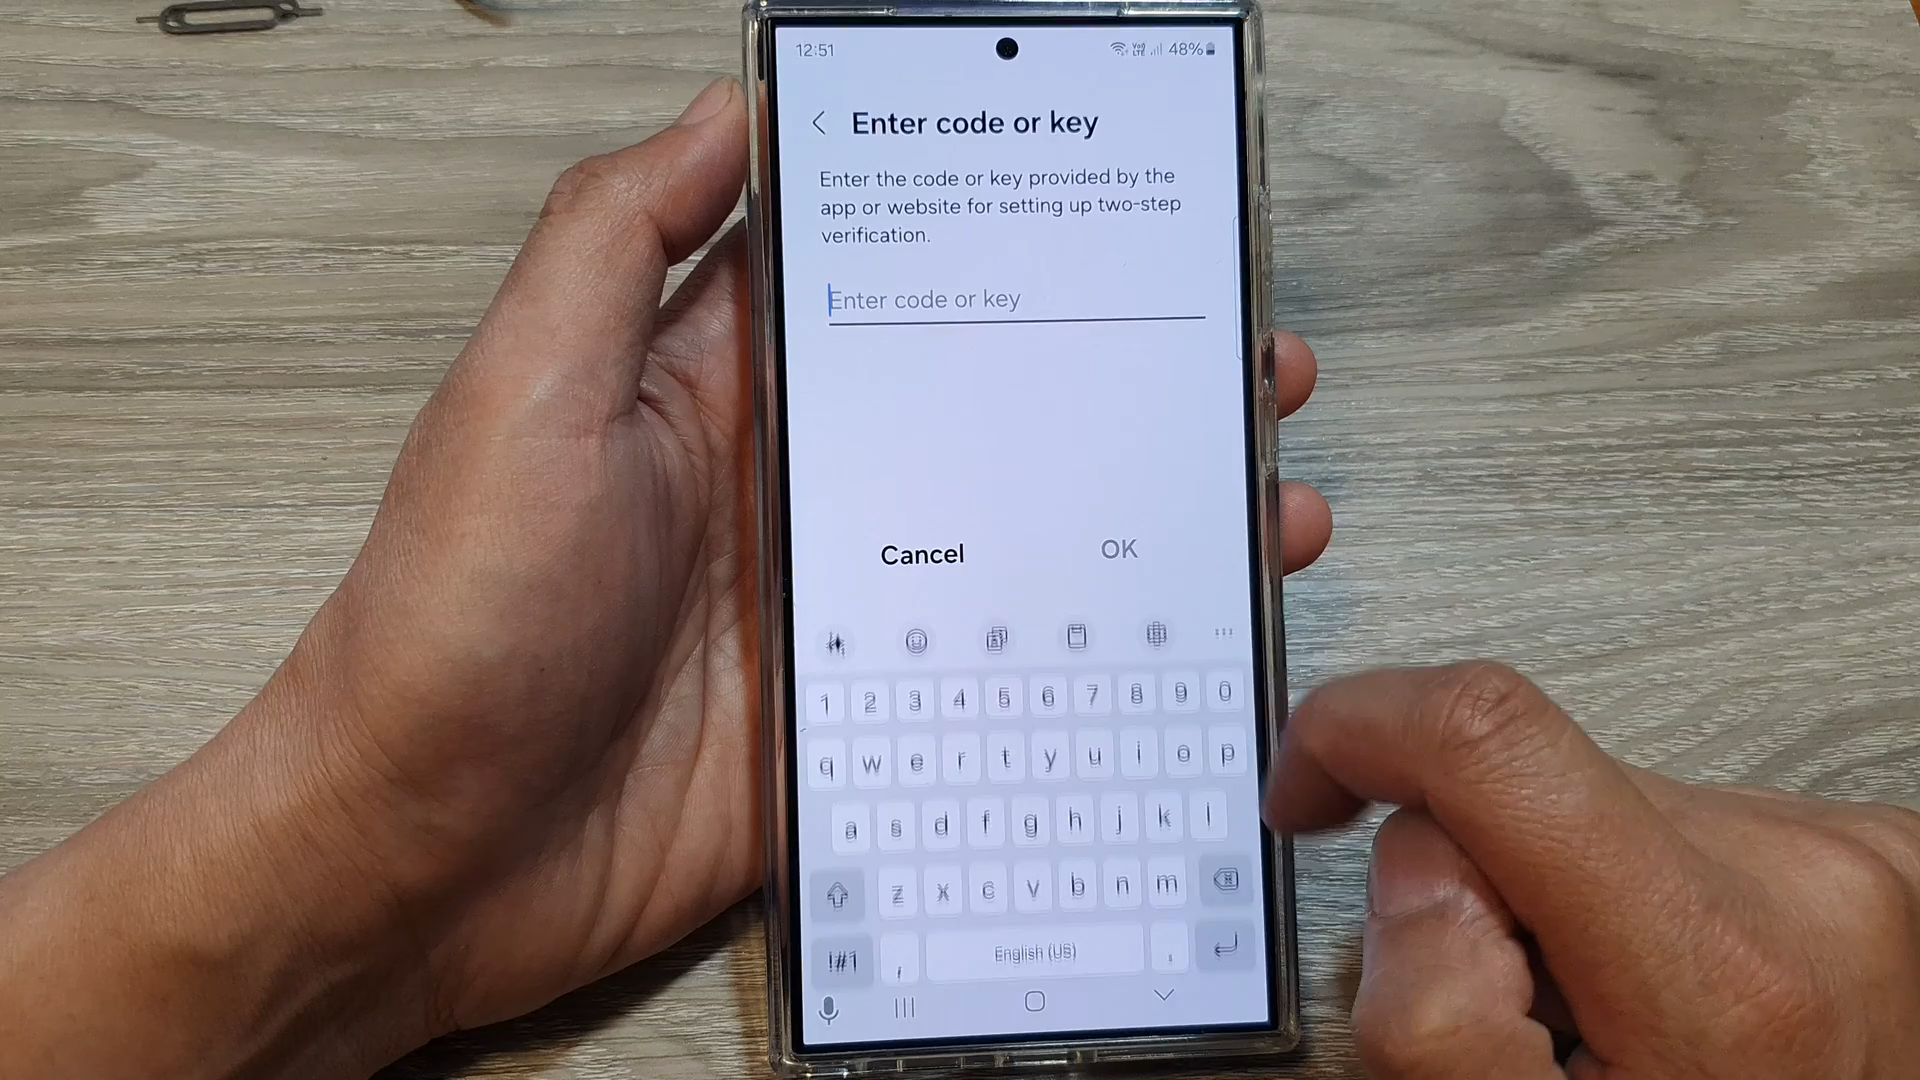 12:51 Vo) LTE 48%
Enter code or key
Enter the code or key provided by the
app or website for setting up two-step
verification.
Enter code or key
Cancel OK
1 2 3 4 5 6 7 8 9 0
q w e r t y u i o p
a s d f g h j k l
z x c v b n m
!#1 , English (US) .